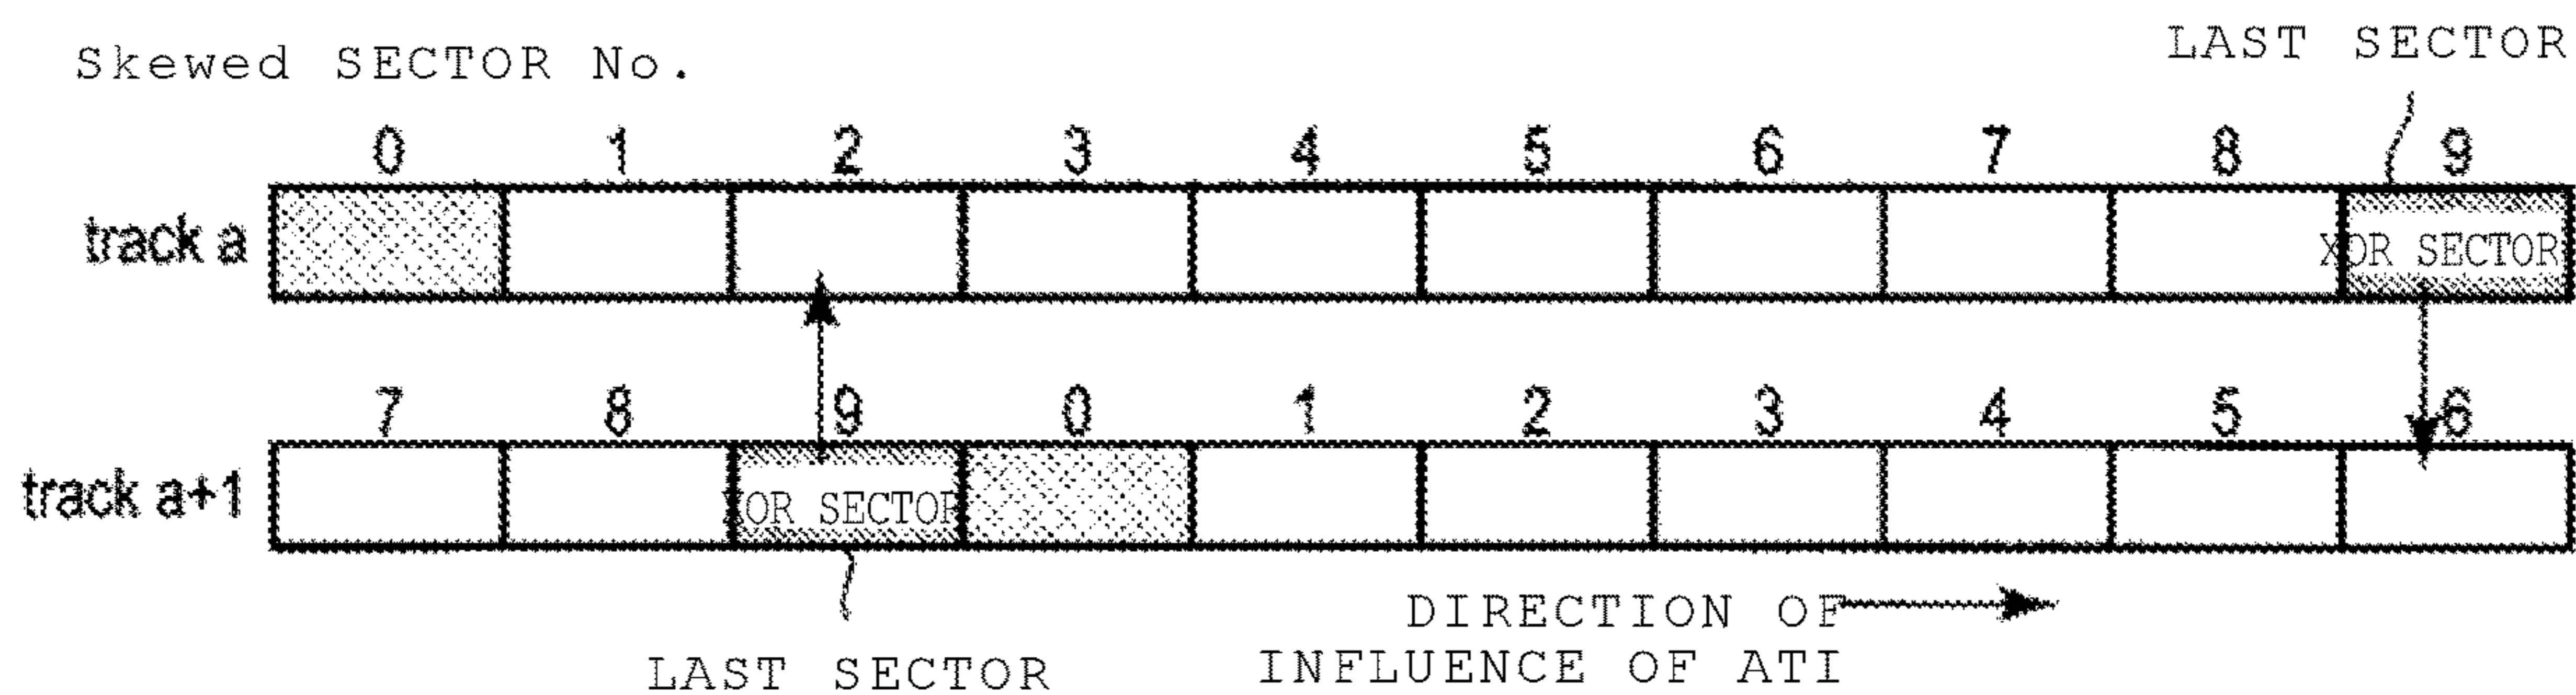 Skewed SECTOR No.
LAST SECTOR
0 1 2 3 4 5 6 7 8 9
track a
XOR SECTOR
7 8 9 0 1 2 3 4 5 6
track a+1
XOR SECTOR
DIRECTION OF
INFLUENCE OF ATI
LAST SECTOR